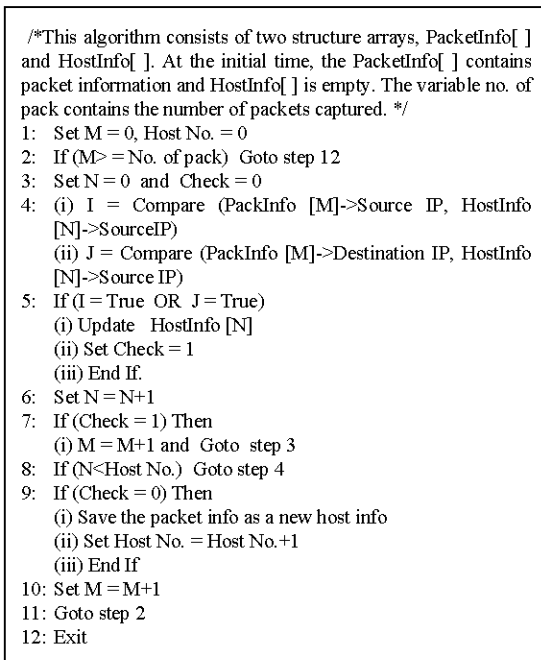 /*This algorithm consists of two structure arrays, PacketInfo[ ]
and HostInfo[ ]. At the initial time, the PacketInfo[ ] contains
packet information and HostInfo[ ] is empty. The variable no. of
pack contains the number of packets captured. */
1: Set M = 0, Host No. = 0
2: If (M> = No. of pack) Goto step 12
3: Set N = 0 and Check = 0
4: (i) I = Compare (PackInfo [M]->Source IP, HostInfo
[N]->SourceIP)
(ii) J = Compare (PackInfo [M]->Destination IP, HostInfo
[N]->Source IP)
5: If (I = True OR J = True)
(i) Update HostInfo [N]
(ii) Set Check = 1
(iii) End If.
6: Set N = N+1
7: If (Check = 1) Then
(i) M = M+1 and Goto step 3
8: If (N<Host No.) Goto step 4
9: If (Check = 0) Then
(i) Save the packet info as a new host info
(ii) Set Host No. = Host No.+1
(iii) End If
10: Set M = M+1
11: Goto step 2
12: Exit